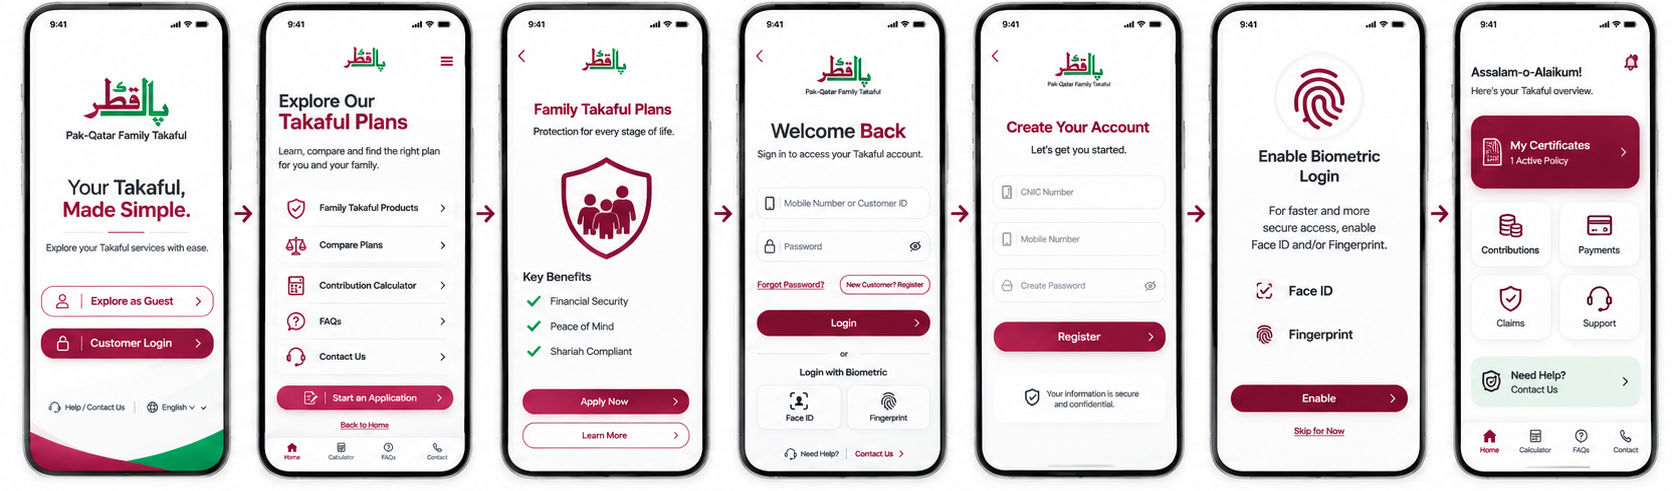 9:41
پاک قطر
Pak-Qatar Family Takaful
Your Takaful,
Made Simple.
Explore your Takaful services with ease.
Explore as Guest
Customer Login
Help / Contact Us
English
9:41
پاک قطر
Explore Our
Takaful Plans
Learn, compare and find the right plan
for you and your family.
Family Takaful Products
Compare Plans
Contribution Calculator
FAQs
Contact Us
Start an Application
Back to Home
Home
Calculator
FAQs
Contact
9:41
پاک قطر
Family Takaful Plans
Protection for every stage of life.
Key Benefits
Financial Security
Peace of Mind
Shariah Compliant
Apply Now
Learn More
9:41
پاک قطر
Pak-Qatar Family Takaful
Welcome Back
Sign in to access your Takaful account.
Mobile Number or Customer ID
Password
Forgot Password?
New Customer? Register
Login
or
Login with Biometric
Face ID
Fingerprint
Need Help?
Contact Us
9:41
پاک قطر
Pak-Qatar Family Takaful
Create Your Account
Let's get you started.
CNIC Number
Mobile Number
Create Password
Register
Your information is secure
and confidential.
9:41
Enable Biometric
Login
For faster and more
secure access, enable
Face ID and/or Fingerprint.
Face ID
Fingerprint
Enable
Skip for Now
9:41
Assalam-o-Alaikum!
Here's your Takaful overview.
My Certificates
1 Active Policy
Contributions
Payments
Claims
Support
Need Help?
Contact Us
Home
Calculator
FAQs
Contact